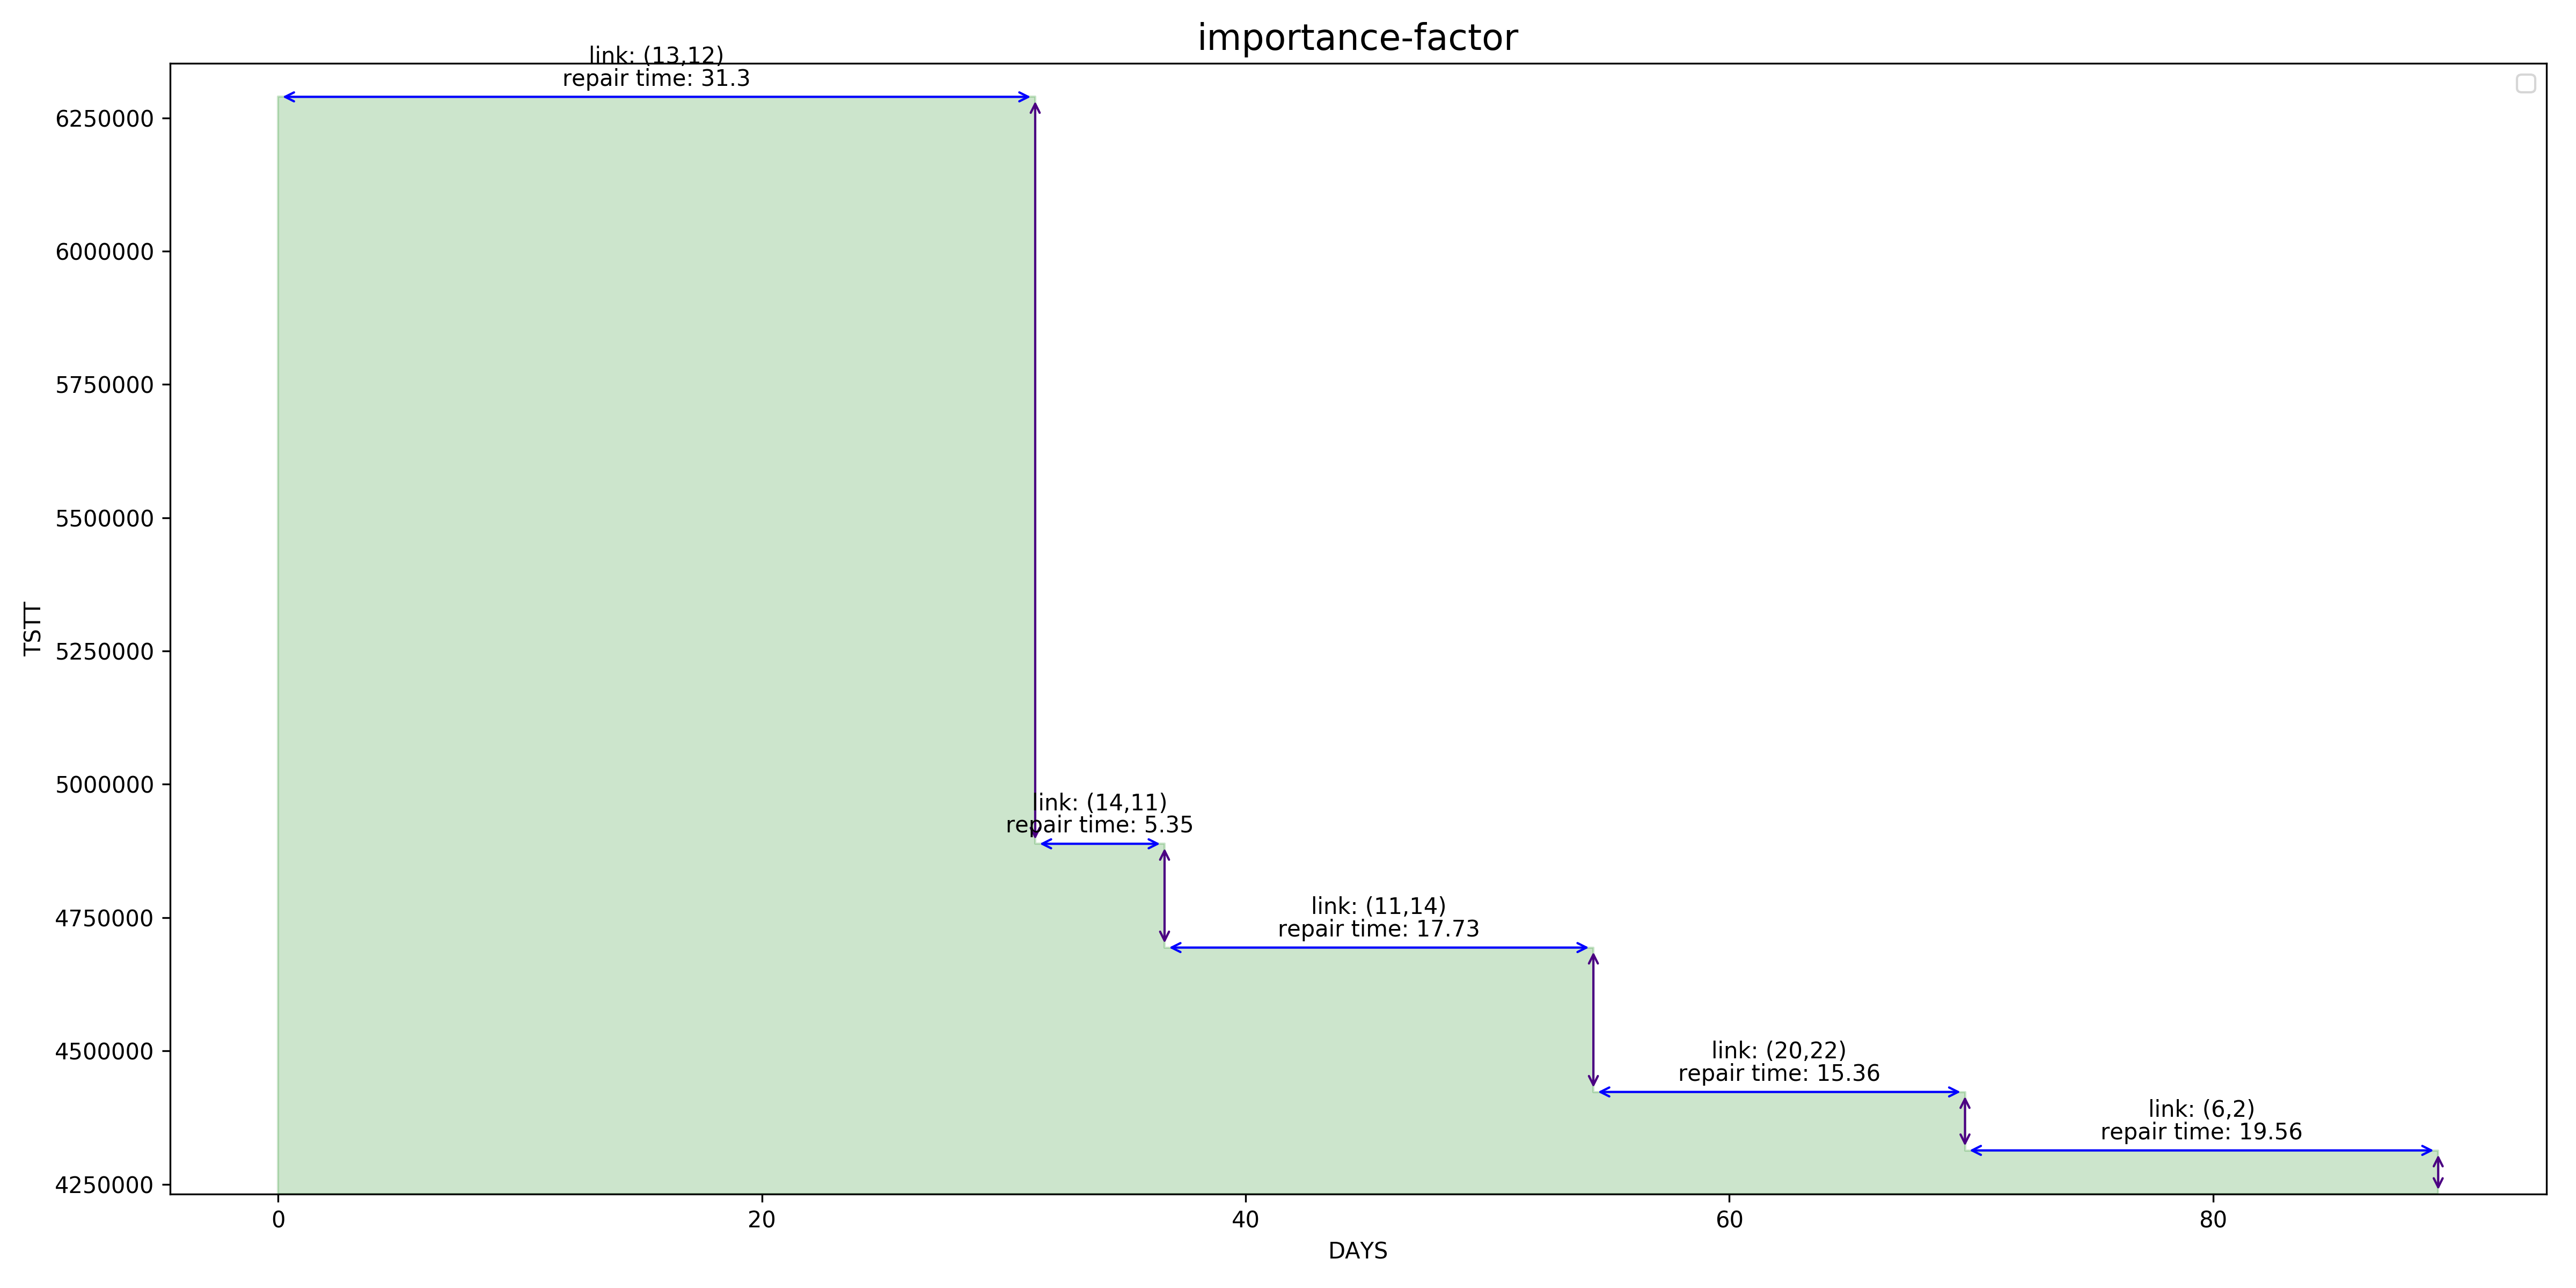 importance-factor
link: (13,12)
repair time: 31.3
6250000
6000000
5750000
5500000
5250000
5000000
4750000
4500000
4250000
TSTT
link: (14,11)
repair time: 5.35
link: (11,14)
repair time: 17.73
link: (20,22)
repair time: 15.36
link: (6,2)
repair time: 19.56
0 20 40 60 80
DAYS